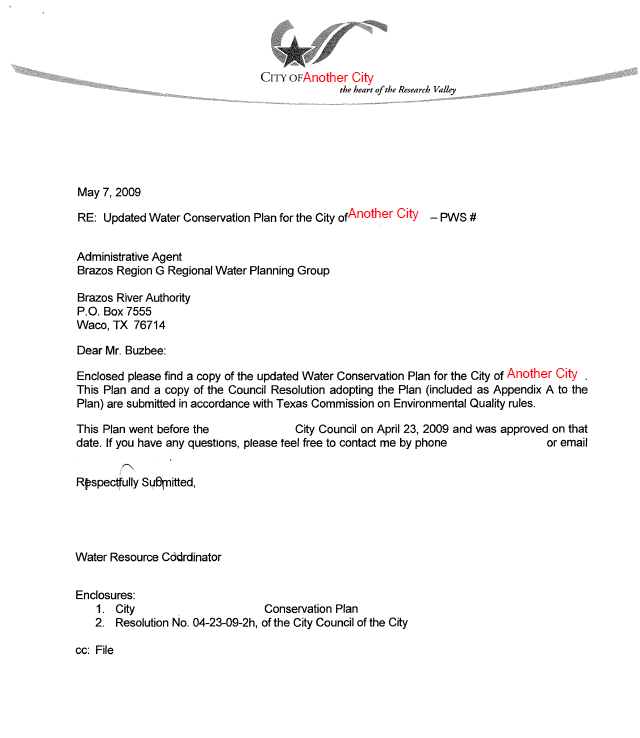 CITY OF Another City
the heart of the Research Valley
May 7, 2009
RE: Updated Water Conservation Plan for the City of Another City – PWS #
Administrative Agent
Brazos Region G Regional Water Planning Group
Brazos River Authority
P.O. Box 7555
Waco, TX 76714
Dear Mr. Buzbee:
Enclosed please find a copy of the updated Water Conservation Plan for the City of Another City .
This Plan and a copy of the Council Resolution adopting the Plan (included as Appendix A to the
Plan) are submitted in accordance with Texas Commission on Environmental Quality rules.
This Plan went before the City Council on April 23, 2009 and was approved on that
date. If you have any questions, please feel free to contact me by phone or email
Respectfully Submitted,
Water Resource Coordinator
Enclosures:
1. City Conservation Plan
2. Resolution No. 04-23-09-2h, of the City Council of the City
cc: File